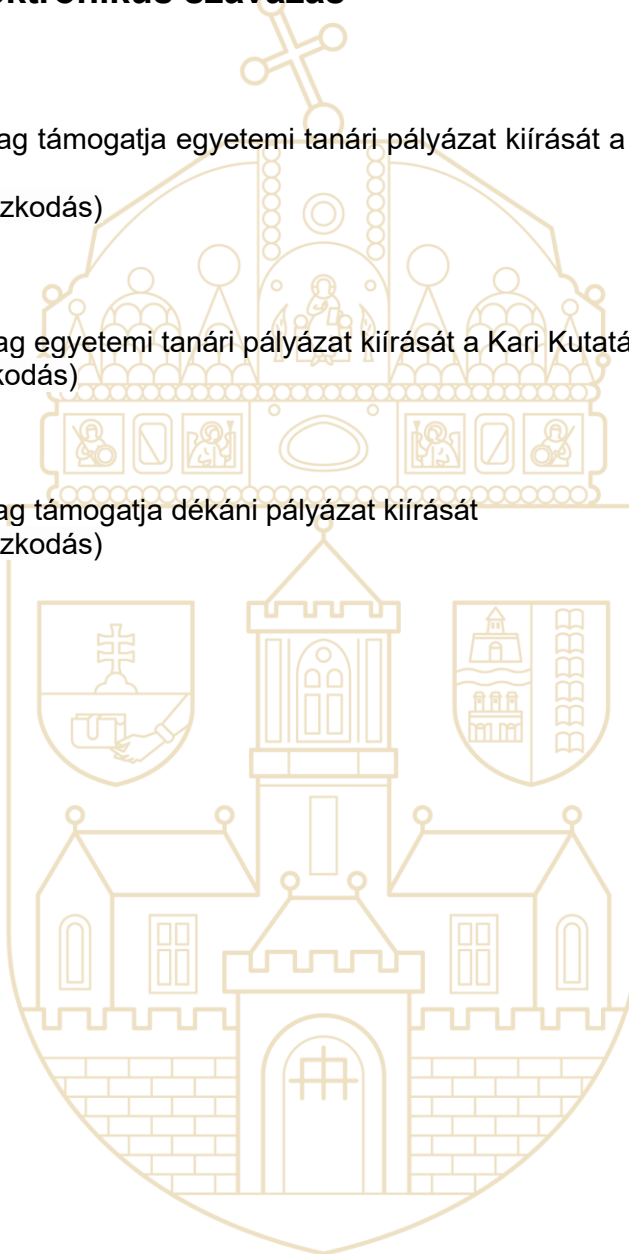 ektronikus szavazás
ag támogatja egyetemi tanári pályázat kiírását a
zkodás)
ag egyetemi tanári pályázat kiírását a Kari Kutatá
kodás)
ag támogatja dékáni pályázat kiírását
zkodás)